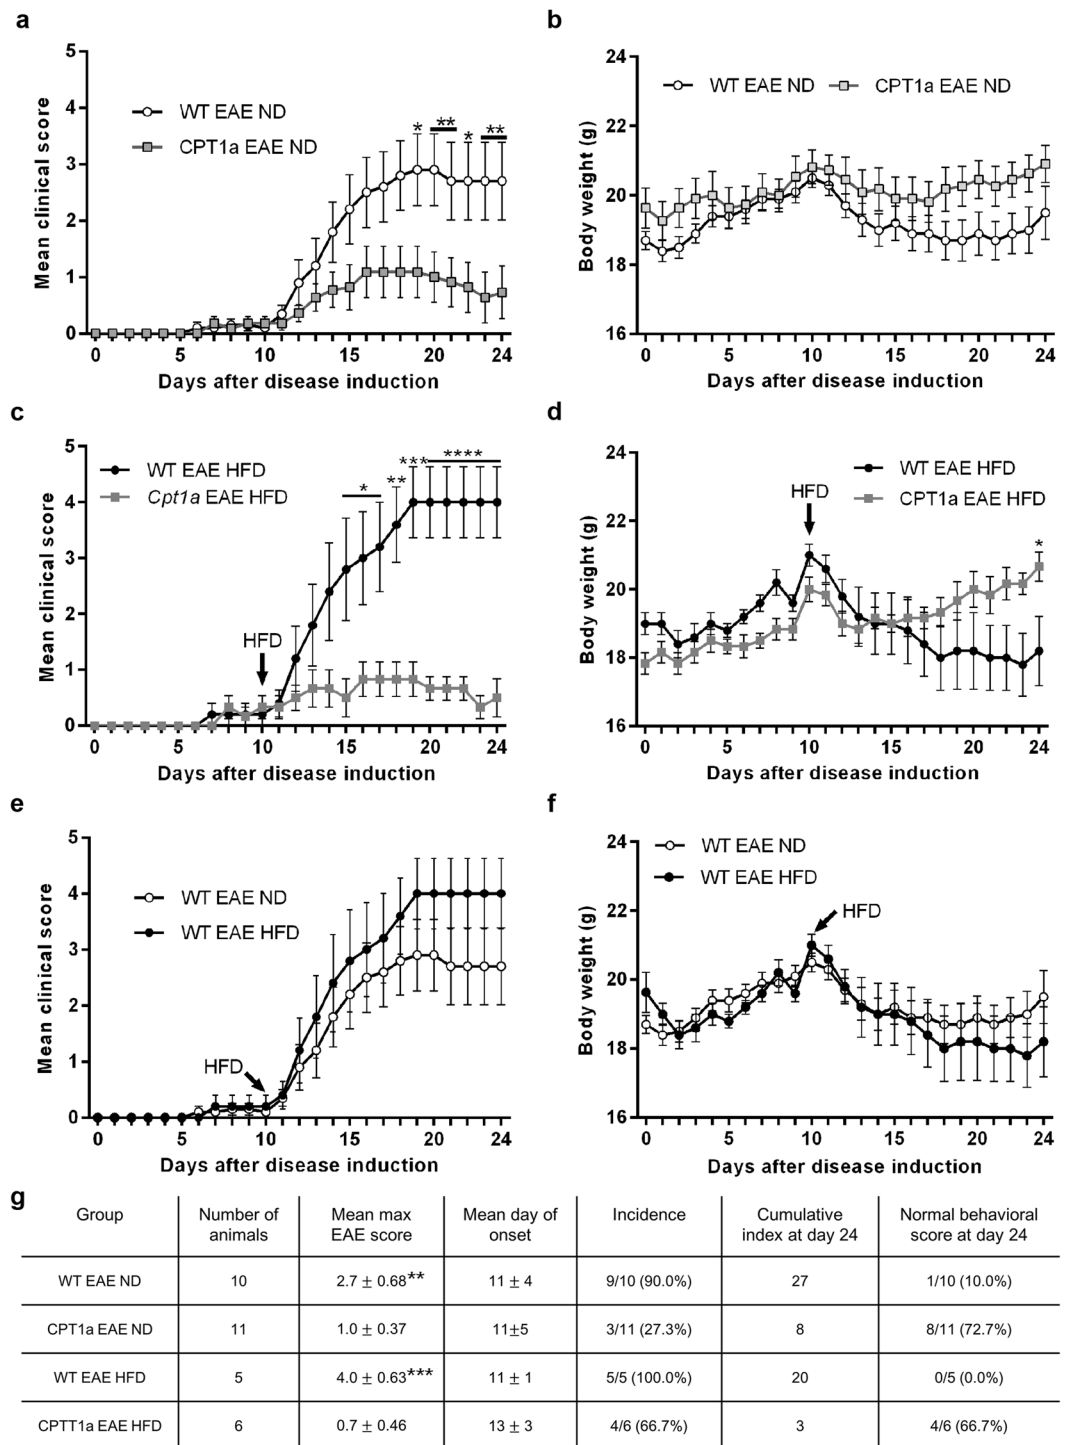 a
5
4
3
2
1
0
Mean clinical score
WT EAE ND
CPT1a EAE ND
* ** * **
0 5 10 15 20 24
Days after disease induction
b
24
22
20
18
16
Body weight (g)
WT EAE ND CPT1a EAE ND
0 5 10 15 20 24
Days after disease induction
c
5
4
3
2
1
0
Mean clinical score
WT EAE HFD
Cpt1a EAE HFD
* ** *** ****
HFD
0 5 10 15 20 24
Days after disease induction
d
24
22
20
18
16
Body weight (g)
WT EAE HFD
CPT1a EAE HFD
HFD
*
0 5 10 15 20 24
Days after disease induction
e
5
4
3
2
1
0
Mean clinical score
WT EAE ND
WT EAE HFD
HFD
0 5 10 15 20 24
Days after disease induction
f
24
22
20
18
16
Body weight (g)
WT EAE ND
WT EAE HFD
HFD
0 5 10 15 20 24
Days after disease induction
g
Group Number of animals Mean max EAE score Mean day of onset Incidence Cumulative index at day 24 Normal behavioral score at day 24
WT EAE ND 10 2.7 ± 0.68** 11 ± 4 9/10 (90.0%) 27 1/10 (10.0%)
CPT1a EAE ND 11 1.0 ± 0.37 11±5 3/11 (27.3%) 8 8/11 (72.7%)
WT EAE HFD 5 4.0 ± 0.63*** 11 ± 1 5/5 (100.0%) 20 0/5 (0.0%)
CPTT1a EAE HFD 6 0.7 ± 0.46 13 ± 3 4/6 (66.7%) 3 4/6 (66.7%)